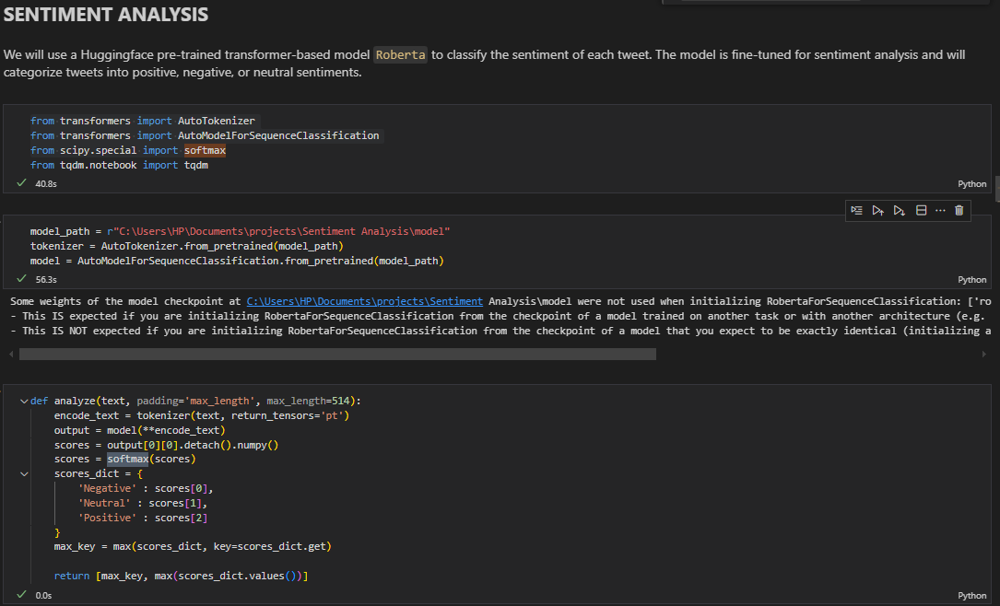 SENTIMENT ANALYSIS
We will use a Huggingface pre-trained transformer-based model Roberta to classify the sentiment of each tweet. The model is fine-tuned for sentiment analysis and will
categorize tweets into positive, negative, or neutral sentiments.
from transformers import AutoTokenizer
from transformers import AutoModelForSequenceClassification
from scipy.special import softmax
from tqdm.notebook import tqdm
40.8s
Python
model_path = r"C:\Users\HP\Documents\projects\Sentiment Analysis\model"
tokenizer = AutoTokenizer.from_pretrained(model_path)
model = AutoModelForSequenceClassification.from_pretrained(model_path)
56.3s
Python
Some weights of the model checkpoint at C:\Users\HP\Documents\projects\Sentiment Analysis\model were not used when initializing RobertaForSequenceClassification: ['ro
- This IS expected if you are initializing RobertaForSequenceClassification from the checkpoint of a model trained on another task or with another architecture (e.g.
- This IS NOT expected if you are initializing RobertaForSequenceClassification from the checkpoint of a model that you expect to be exactly identical (initializing a
def analyze(text, padding='max_length', max_length=514):
    encode_text = tokenizer(text, return_tensors='pt')
    output = model(**encode_text)
    scores = output[0][0].detach().numpy()
    scores = softmax(scores)
    scores_dict = {
        'Negative' : scores[0],
        'Neutral' : scores[1],
        'Positive' : scores[2]
    }
    max_key = max(scores_dict, key=scores_dict.get)
    return [max_key, max(scores_dict.values())]
0.0s
Python